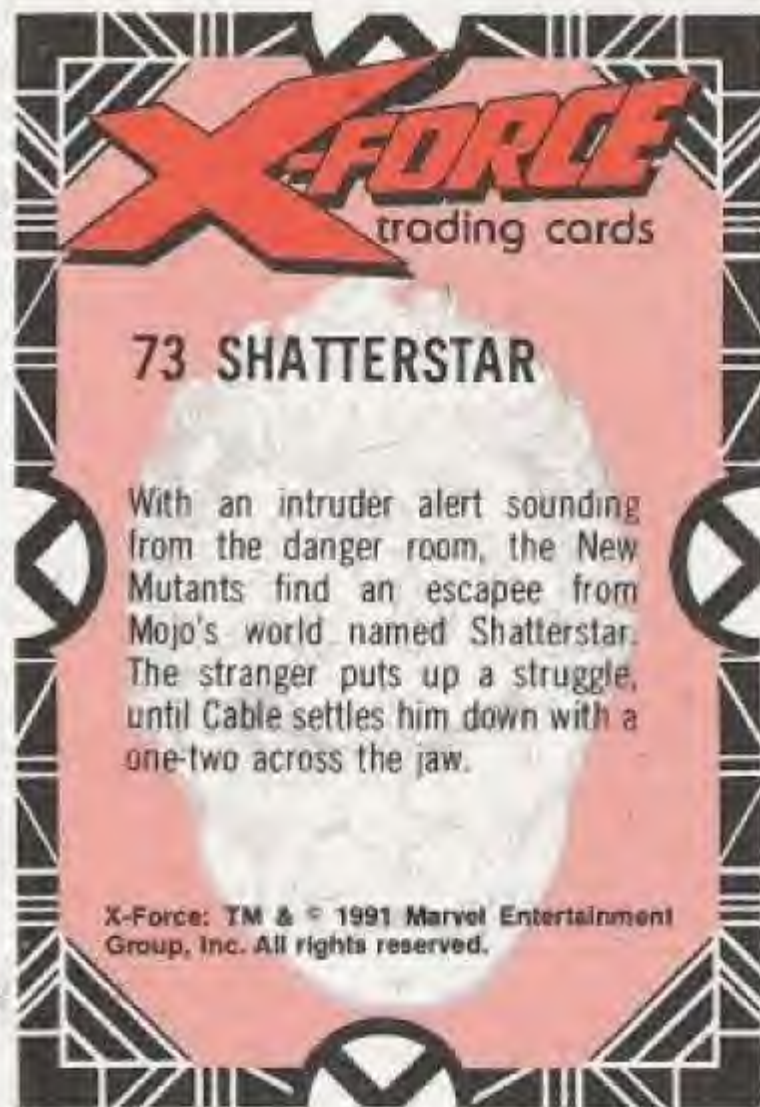 X-FORCE
trading cards
73 SHATTERSTAR
With an intruder alert sounding
from the danger room, the New
Mutants find an escapee from
Mojo's world named Shatterstar.
The stranger puts up a struggle,
until Cable settles him down with a
one-two across the jaw.
X-Force: TM & © 1991 Marvel Entertainment
Group, Inc. All rights reserved.